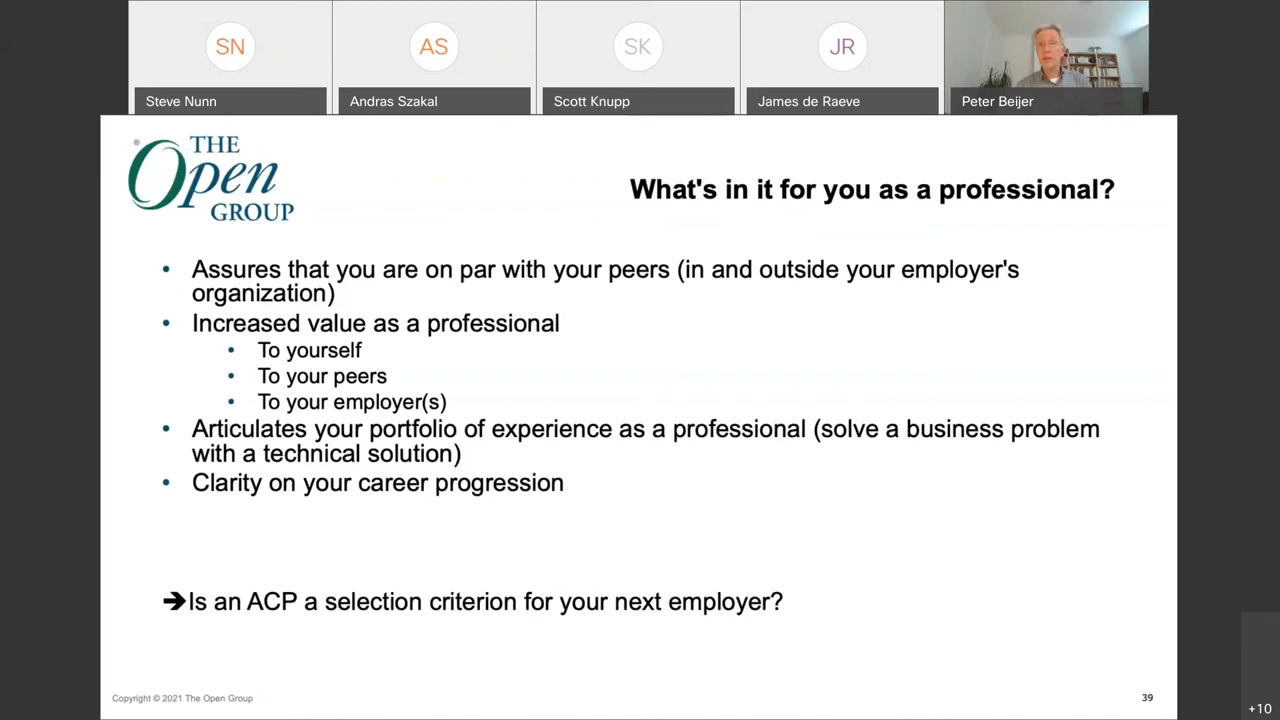 SN
AS
SK
JR
Steve Nunn
Andras Szakal
Scott Knupp
James de Raeve
Peter Beijer
® THE
Open
GROUP
What's in it for you as a professional?
• Assures that you are on par with your peers (in and outside your employer's
organization)
• Increased value as a professional
• To yourself
• To your peers
• To your employer(s)
• Articulates your portfolio of experience as a professional (solve a business problem
with a technical solution)
• Clarity on your career progression
➔Is an ACP a selection criterion for your next employer?
Copyright © 2021 The Open Group
39
+10